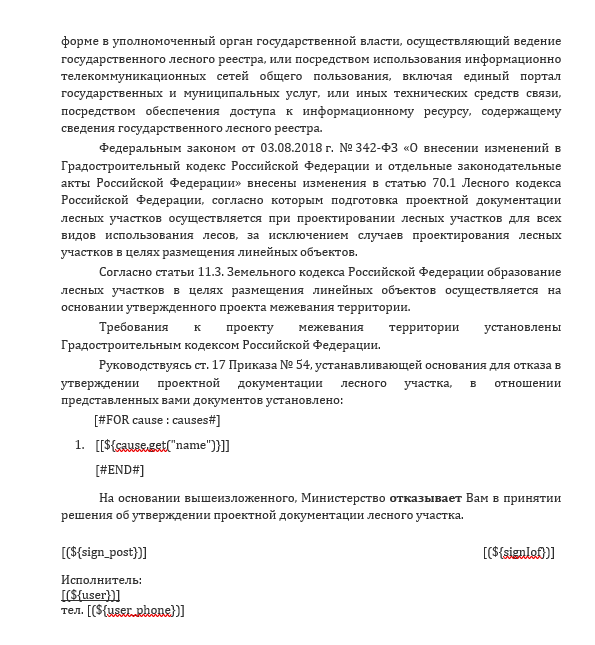 форме в уполномоченный орган государственной власти, осуществляющий ведение
государственного лесного реестра, или посредством использования информационно
телекоммуникационных сетей общего пользования, включая единый портал
государственных и муниципальных услуг, или иных технических средств связи,
посредством обеспечения доступа к информационному ресурсу, содержащему
сведения государственного лесного реестра.
Федеральным законом от 03.08.2018 г. № 342-ФЗ «О внесении изменений в
Градостроительный кодекс Российской Федерации и отдельные законодательные
акты Российской Федерации» внесены изменения в статью 70.1 Лесного кодекса
Российской Федерации, согласно которым подготовка проектной документации
лесных участков осуществляется при проектировании лесных участков для всех
видов использования лесов, за исключением случаев проектирования лесных
участков в целях размещения линейных объектов.
Согласно статьи 11.3. Земельного кодекса Российской Федерации образование
лесных участков в целях размещения линейных объектов осуществляется на
основании утвержденного проекта межевания территории.
Требования к проекту межевания территории установлены
Градостроительным кодексом Российской Федерации.
Руководствуясь ст. 17 Приказа № 54, устанавливающей основания для отказа в
утверждении проектной документации лесного участка, в отношении
представленных вами документов установлено:
[#FOR cause : causes#]
1. [[${cause.get("name")}]]
[#END#]
На основании вышеизложенного, Министерство отказывает Вам в принятии
решения об утверждении проектной документации лесного участка.
[(${sign_post})] [(${signIof})]
Исполнитель:
[(${user})]
тел. [(${user_phone})]